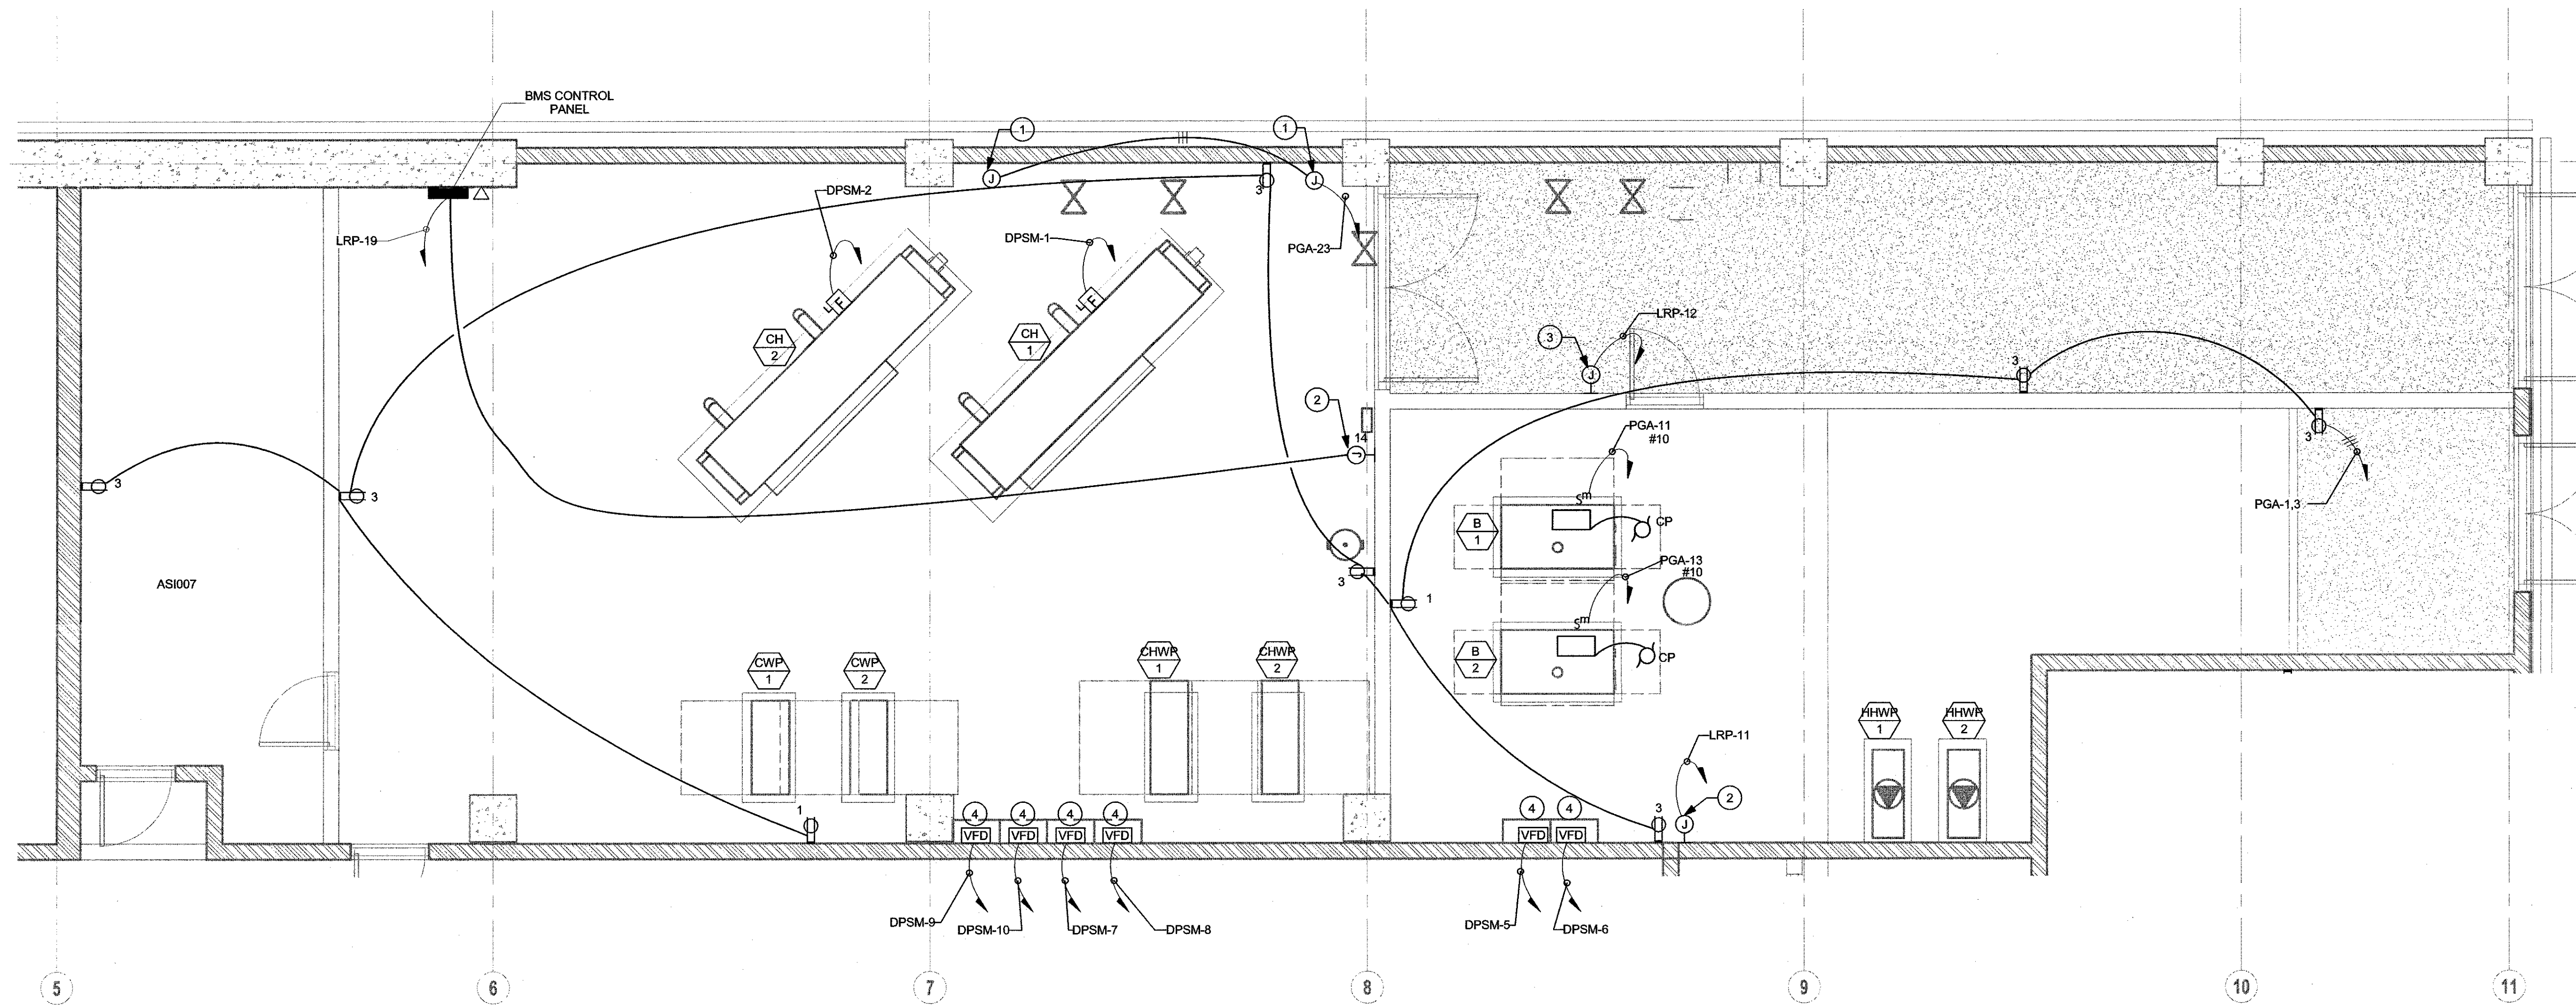 BMS CONTROL
PANEL
1
1
J
J
3
DPSM-2
DPSM-1
LRP-19
PGA-23
F
F
CH
2
CH
1
LRP-12
3
J
3
2
14
J
PGA-11
#10
3
PGA-1,3
3
3
Sm
B
1
CP
PGA-13
#10
ASI007
3
1
Sm
B
2
CP
CWP
1
CWP
2
CHWP
1
CHWP
2
HHWP
1
HHWP
2
LRP-11
2
1
4
4
4
4
4
4
3
J
VFD
VFD
VFD
VFD
VFD
VFD
DPSM-9
DPSM-10
DPSM-7
DPSM-8
DPSM-5
DPSM-6
5
6
7
8
9
10
11